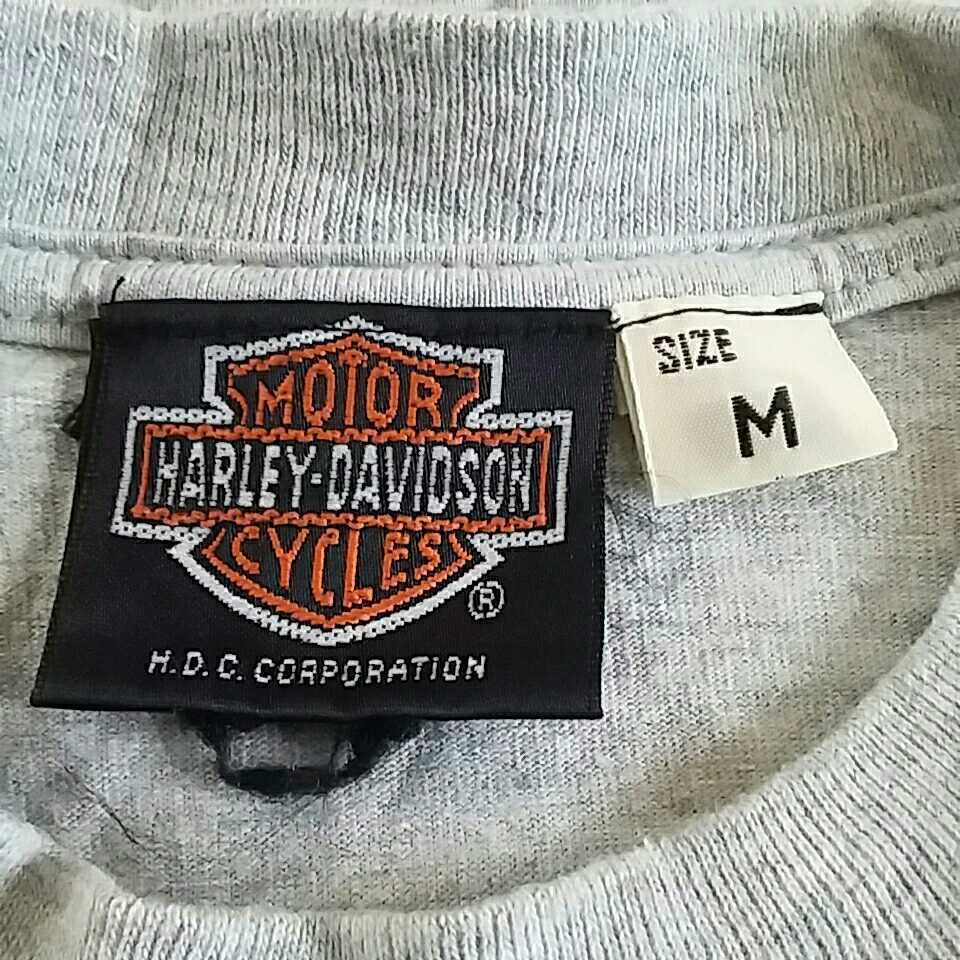 MOTOR
HARLEY-DAVIDSON
CYCLES
®
H.D.C. CORPORATION
SIZE
M